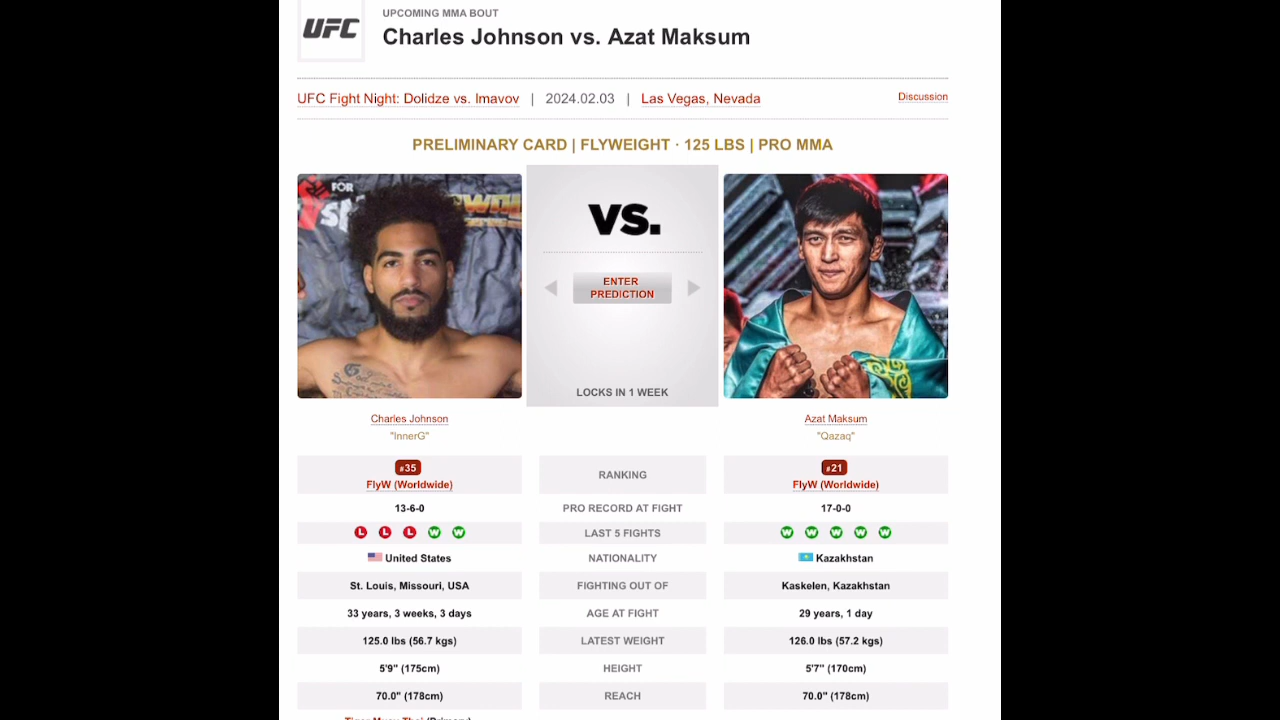 UFC
UPCOMING MMA BOUT
Charles Johnson vs. Azat Maksum
UFC Fight Night: Dolidze vs. Imavov | 2024.02.03 | Las Vegas, Nevada Discussion
PRELIMINARY CARD | FLYWEIGHT · 125 LBS | PRO MMA
FOR
VS.
ENTER
PREDICTION
LOCKS IN 1 WEEK
Charles Johnson Azat Maksum
"InnerG" "Qazaq"
#35 RANKING #21
FlyW (Worldwide) FlyW (Worldwide)
13-6-0 PRO RECORD AT FIGHT 17-0-0
L L L W W LAST 5 FIGHTS W W W W W
United States NATIONALITY Kazakhstan
St. Louis, Missouri, USA FIGHTING OUT OF Kaskelen, Kazakhstan
33 years, 3 weeks, 3 days AGE AT FIGHT 29 years, 1 day
125.0 lbs (56.7 kgs) LATEST WEIGHT 126.0 lbs (57.2 kgs)
5'9" (175cm) HEIGHT 5'7" (170cm)
70.0" (178cm) REACH 70.0" (178cm)
Tiger Muay Thai (Primary)